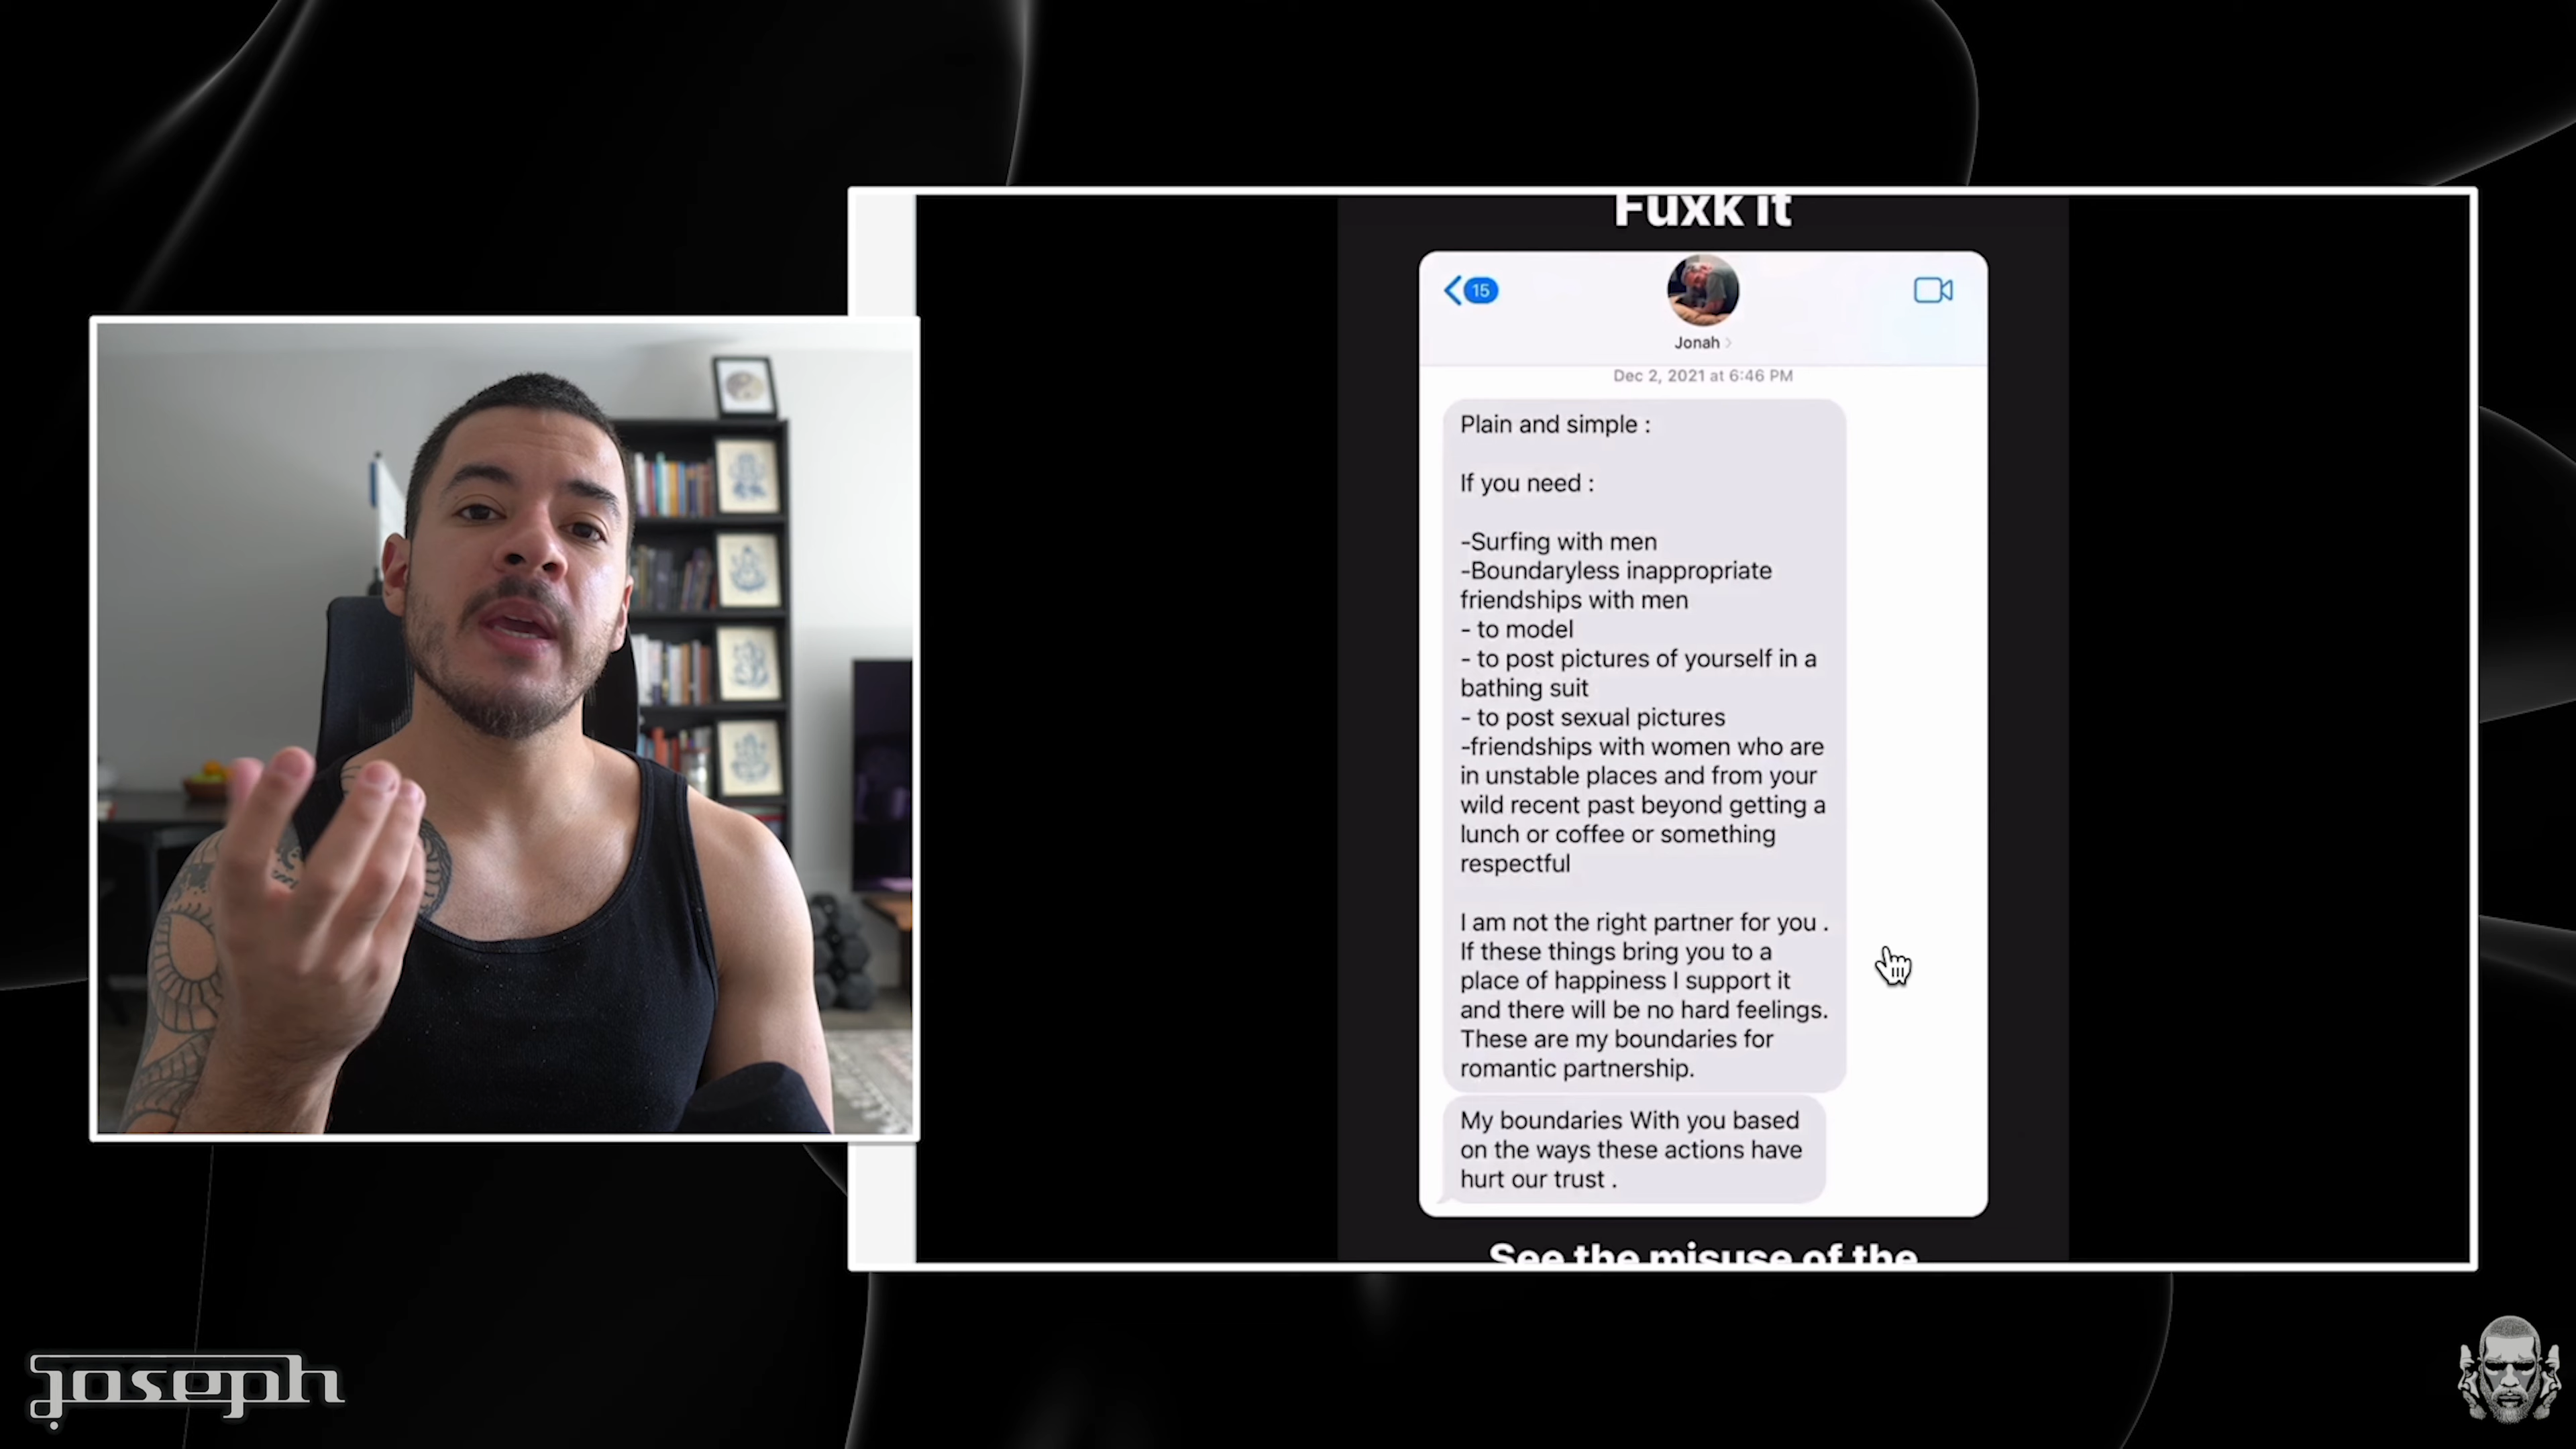 Fuxk it
15
Jonah
Dec 2, 2021 at 6:46 PM
Plain and simple :
If you need :
-Surfing with men
-Boundaryless inappropriate
friendships with men
- to model
- to post pictures of yourself in a
bathing suit
- to post sexual pictures
-friendships with women who are
in unstable places and from your
wild recent past beyond getting a
lunch or coffee or something
respectful
I am not the right partner for you .
If these things bring you to a
place of happiness I support it
and there will be no hard feelings.
These are my boundaries for
romantic partnership.
My boundaries With you based
on the ways these actions have
hurt our trust .
See the misuse of the
joseph